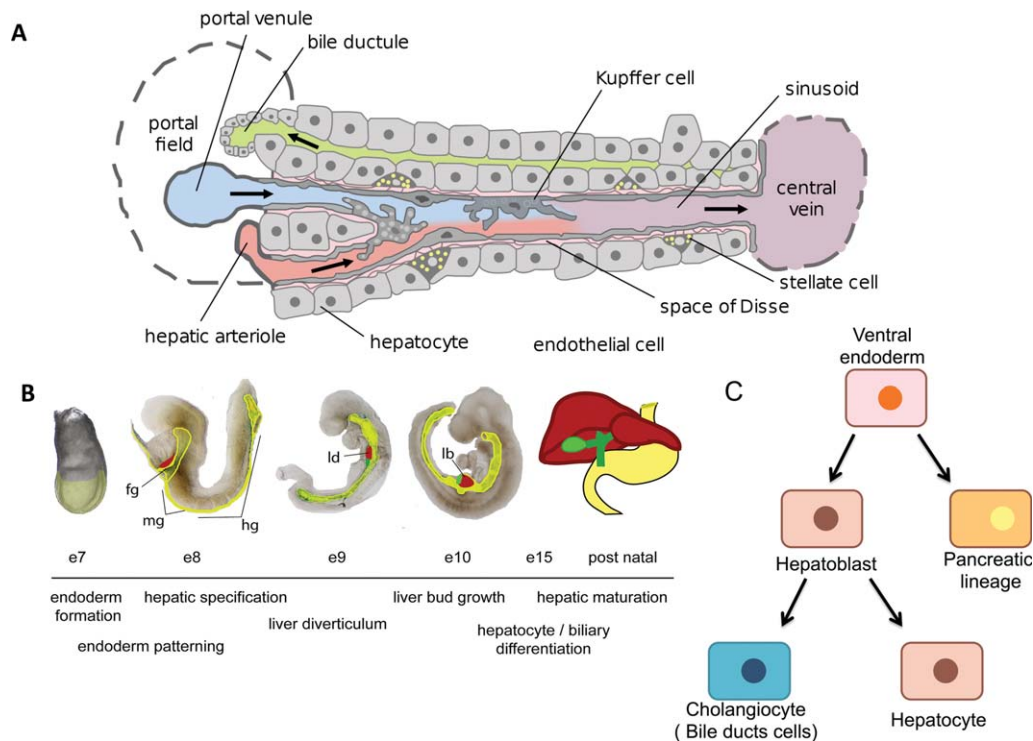 A
portal venule
bile ductule
Kupffer cell
sinusoid
portal
field
central
vein
stellate cell
space of Disse
hepatic arteriole
hepatocyte
endothelial cell
B
fg
mg
hg
ld
lb
e7
e8
e9
e10
e15
post natal
endoderm
formation
hepatic specification
liver bud growth
hepatic maturation
liver diverticulum
endoderm patterning
hepatocyte / biliary
differentiation
C
Ventral
endoderm
Hepatoblast
Pancreatic
lineage
Cholangiocyte
( Bile ducts cells)
Hepatocyte